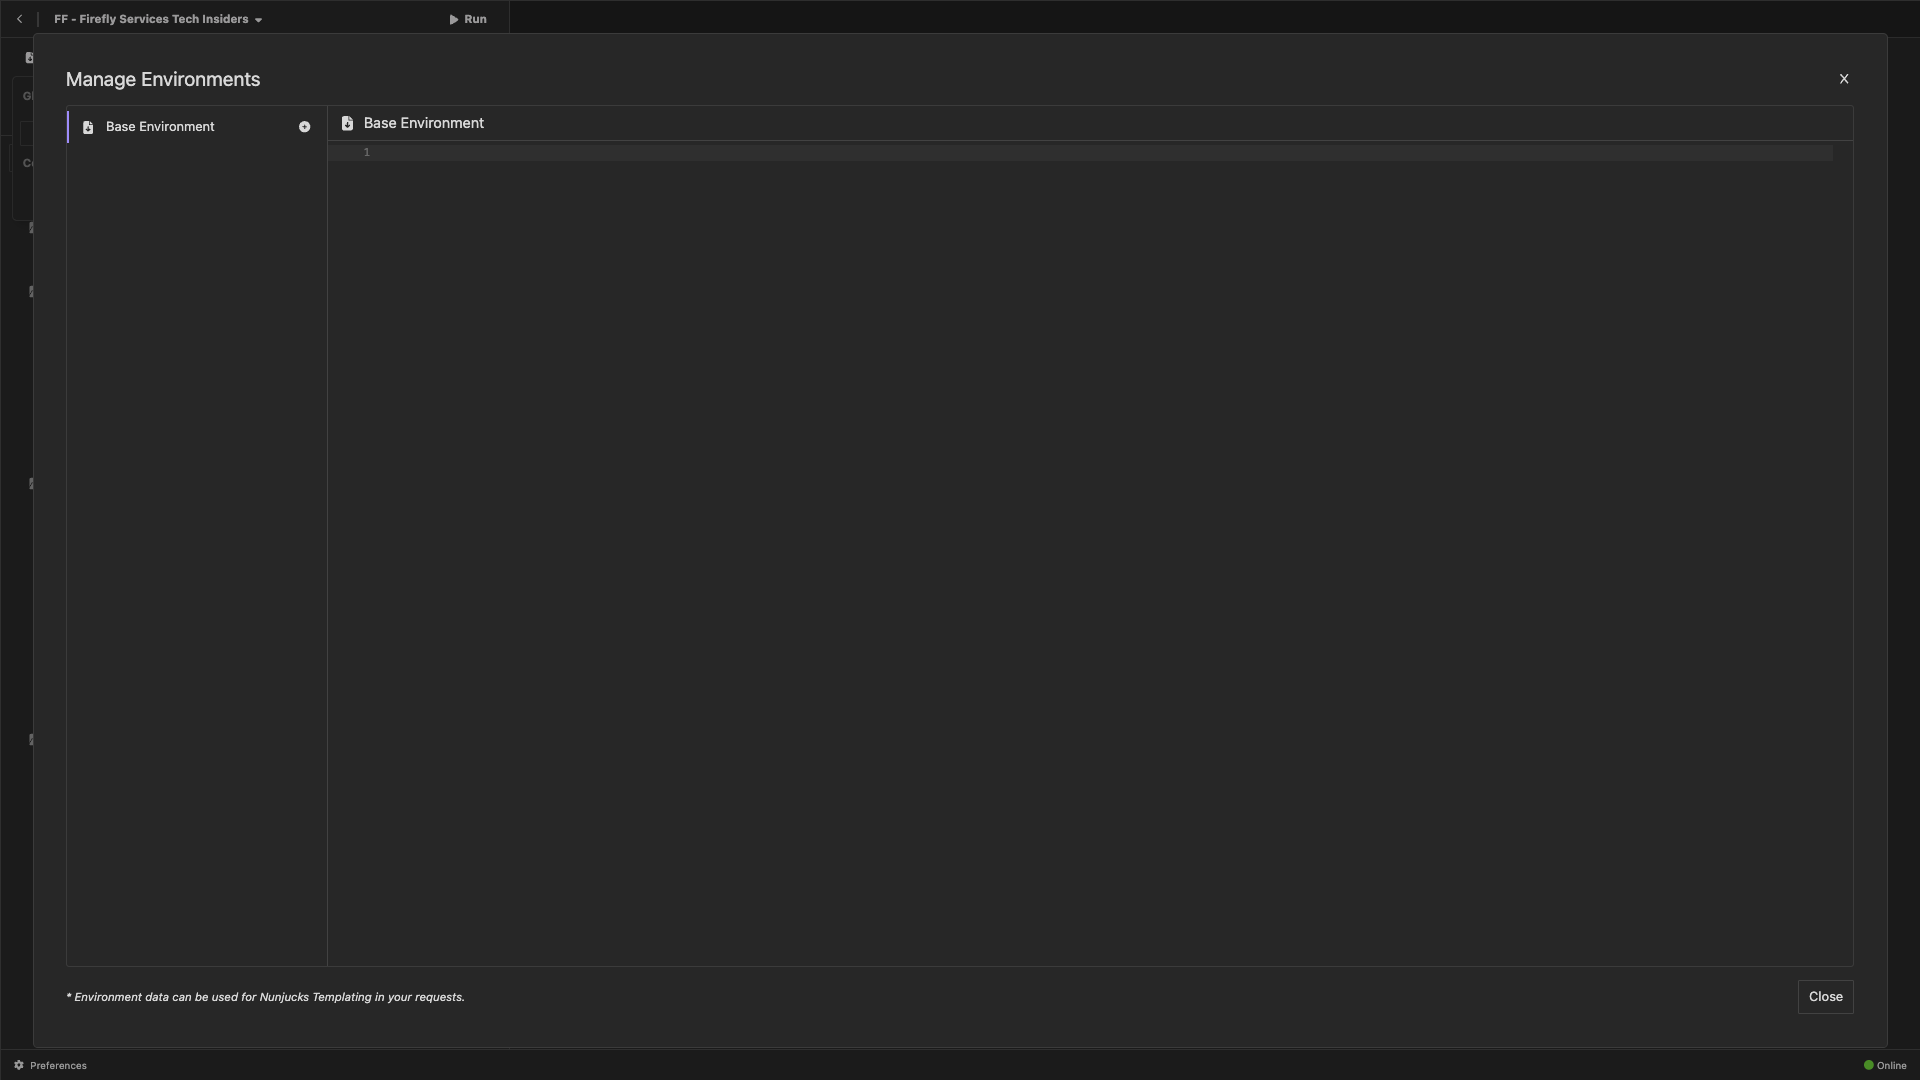 FF - Firefly Services Tech Insiders
Run
Manage Environments
X
Base Environment
Base Environment
1
* Environment data can be used for Nunjucks Templating in your requests.
Close
Preferences
Online